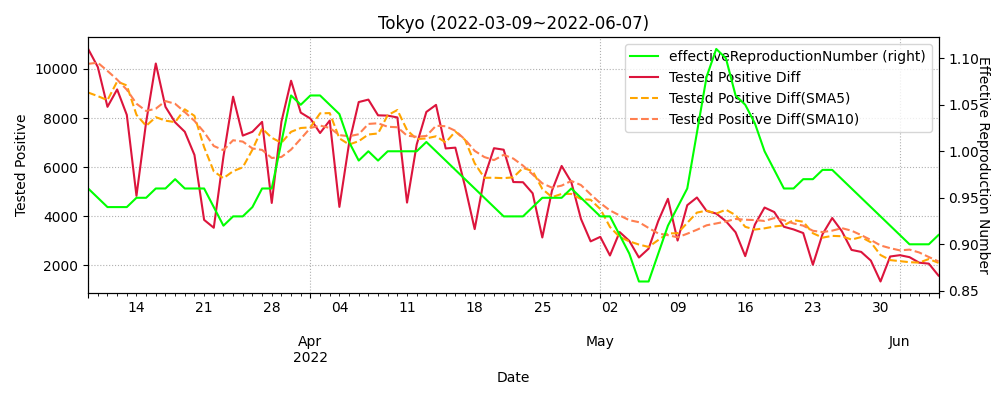 Tokyo (2022-03-09~2022-06-07)
effectiveReproductionNumber (right)
Tested Positive Diff
Tested Positive Diff(SMA5)
Tested Positive Diff(SMA10)
Tested Positive
10000
8000
6000
4000
2000
1.10
1.05
1.00
0.95
0.90
0.85
Effective Reproduction Number
14 21 28 04 11 18 25 02 09 16 23 30
Apr May Jun
2022
Date